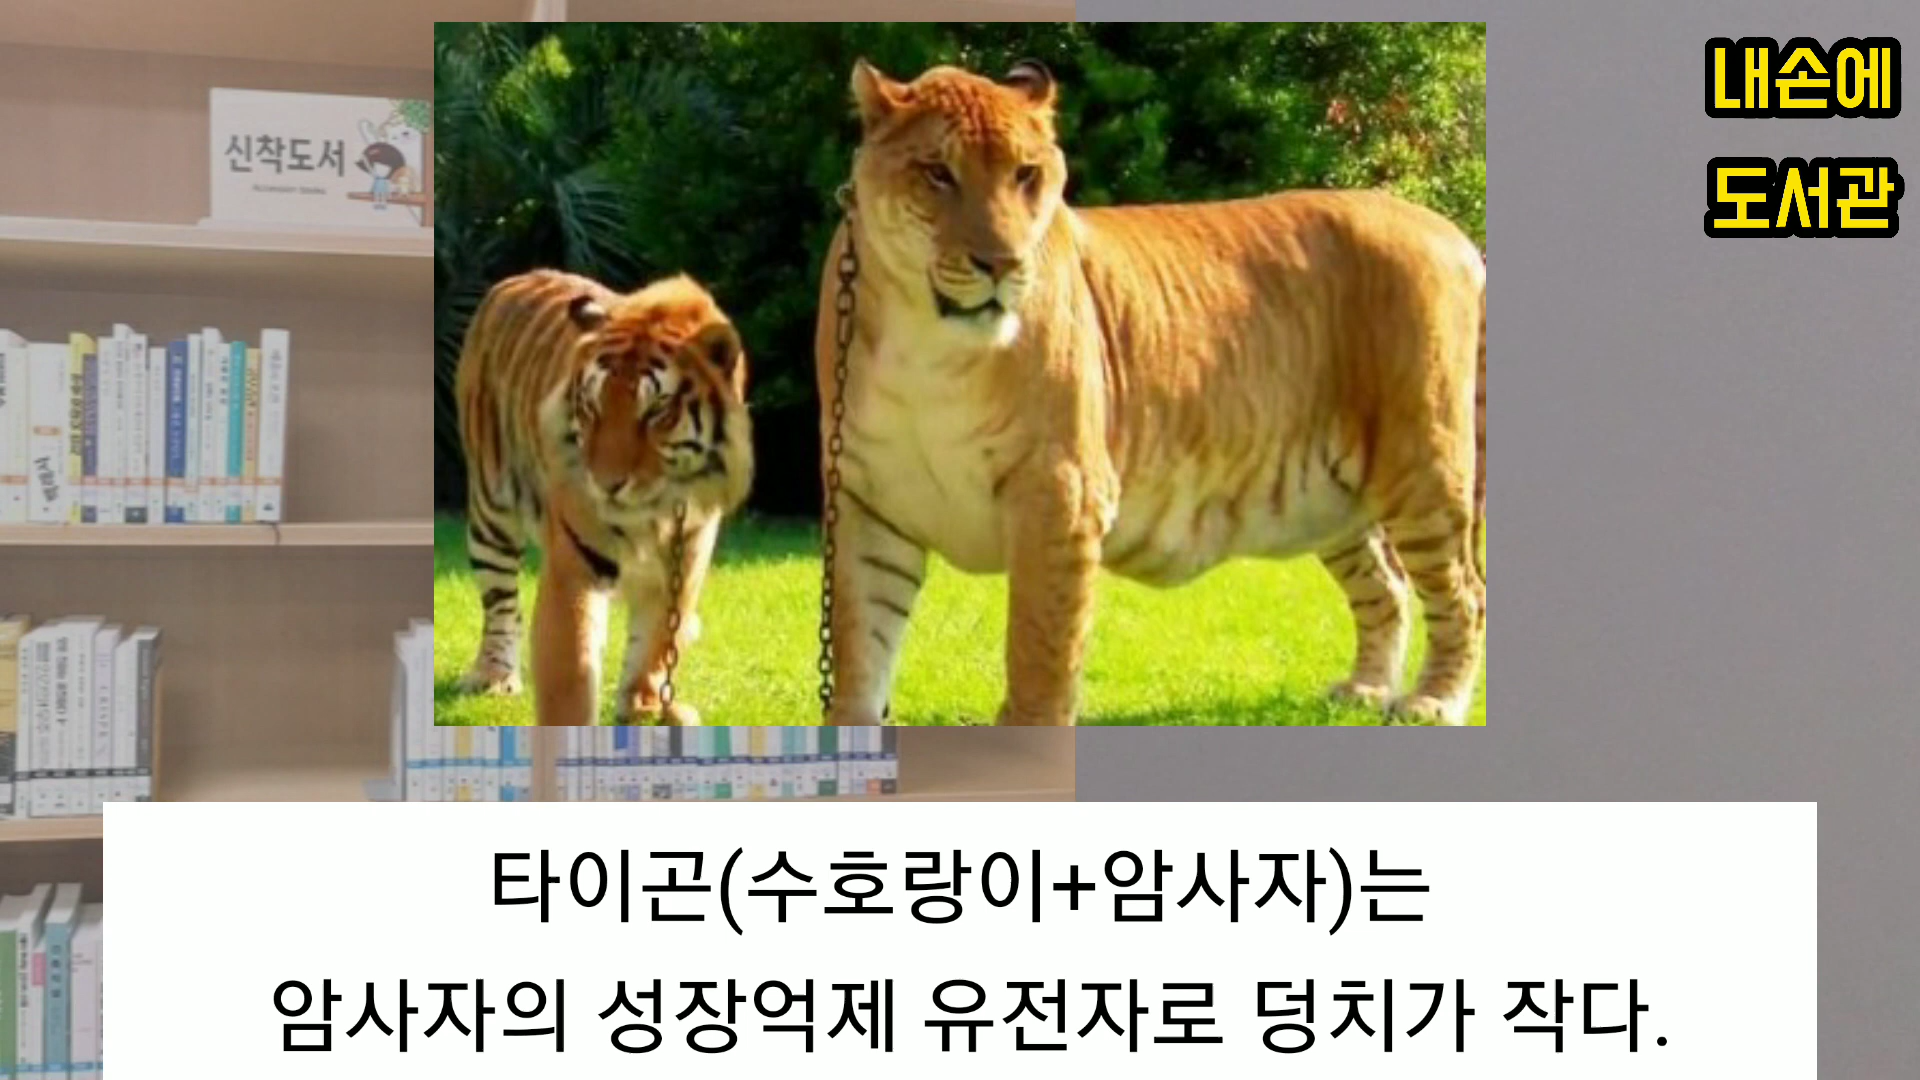 내손에
도서관
신착도서
타이곤(수호랑이+암사자)는
암사자의 성장억제 유전자로 덩치가 작다.